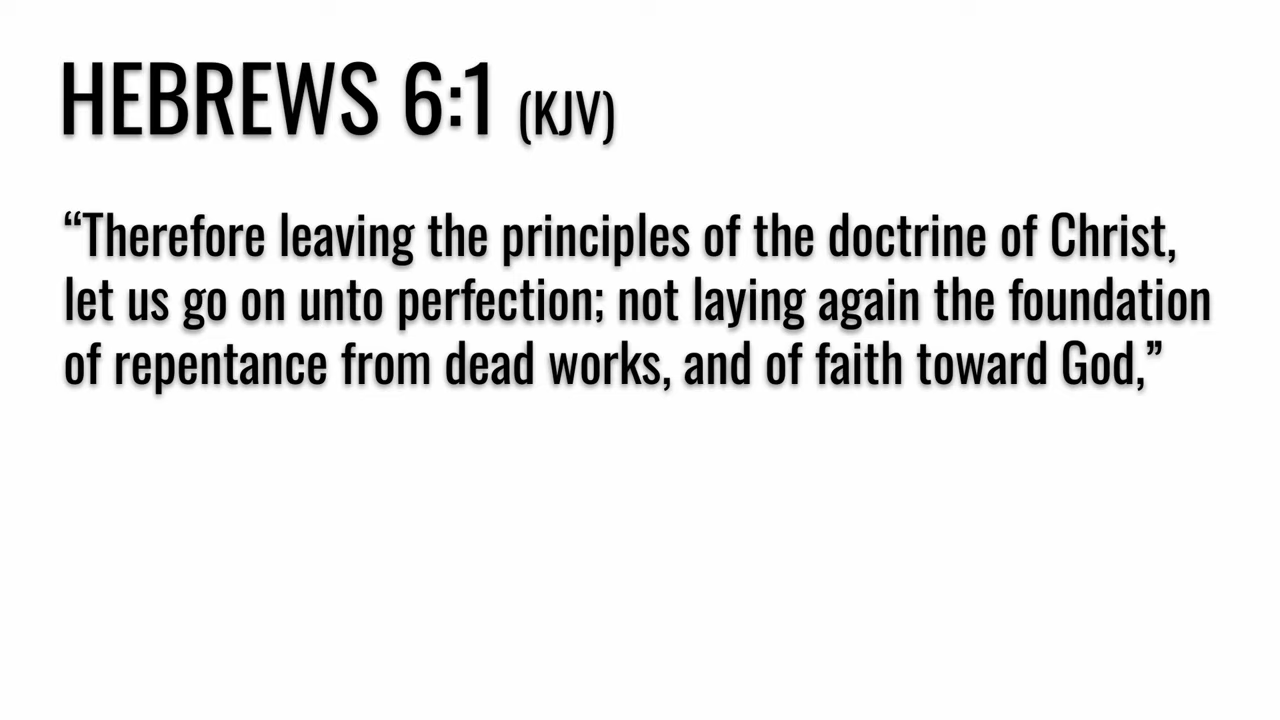 HEBREWS 6:1 (KJV)
“Therefore leaving the principles of the doctrine of Christ,
let us go on unto perfection; not laying again the foundation
of repentance from dead works, and of faith toward God,”